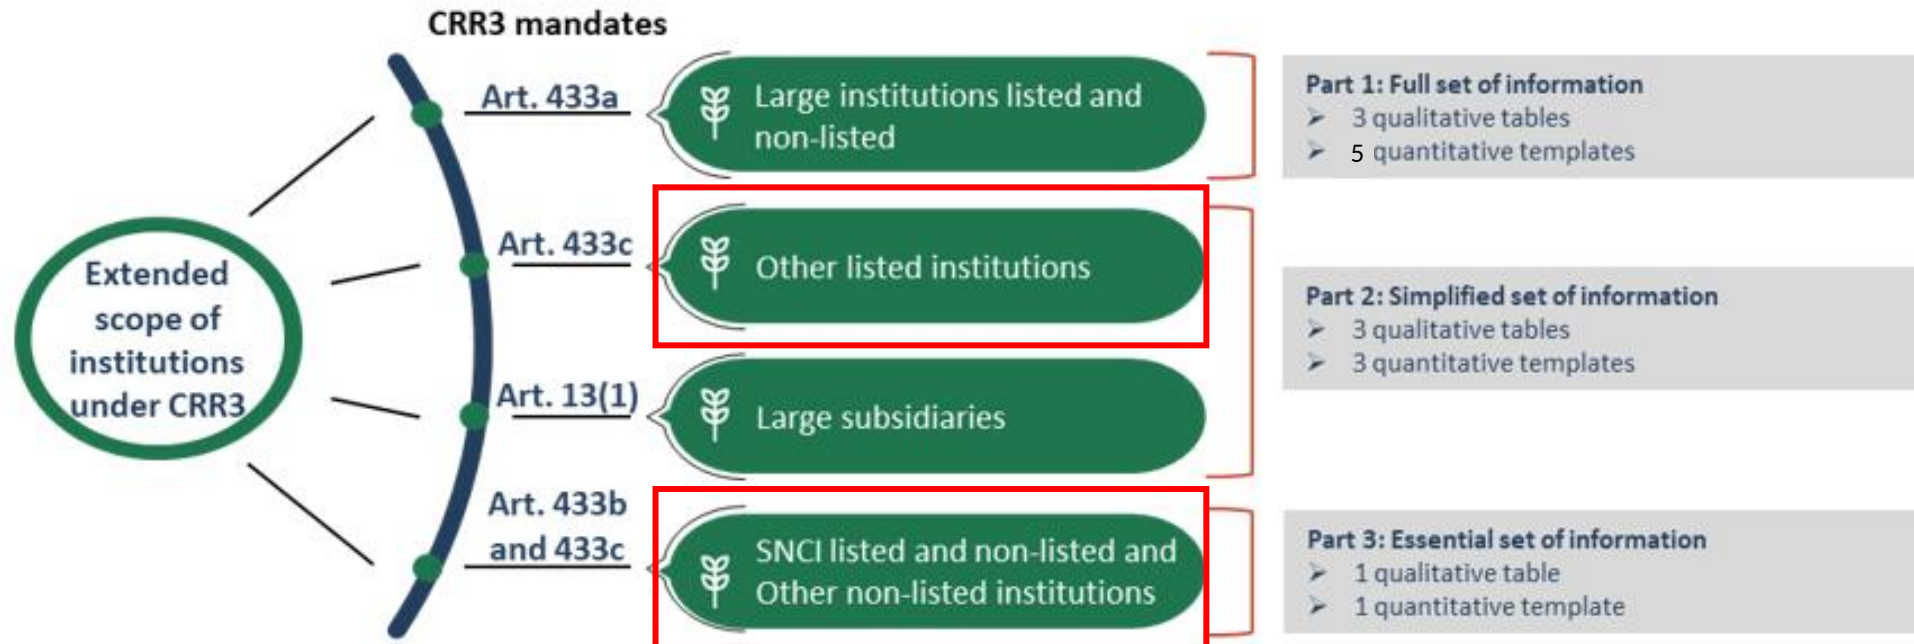 CRR3 mandates
Art. 433a
Large institutions listed and
non-listed
Part 1: Full set of information
➢ 3 qualitative tables
➢ 5 quantitative templates
Extended
scope of
institutions
under CRR3
Art. 433c
Other listed institutions
Art. 13(1)
Large subsidiaries
Part 2: Simplified set of information
➢ 3 qualitative tables
➢ 3 quantitative templates
Art. 433b
and 433c
SNCI listed and non-listed and
Other non-listed institutions
Part 3: Essential set of information
➢ 1 qualitative table
➢ 1 quantitative template